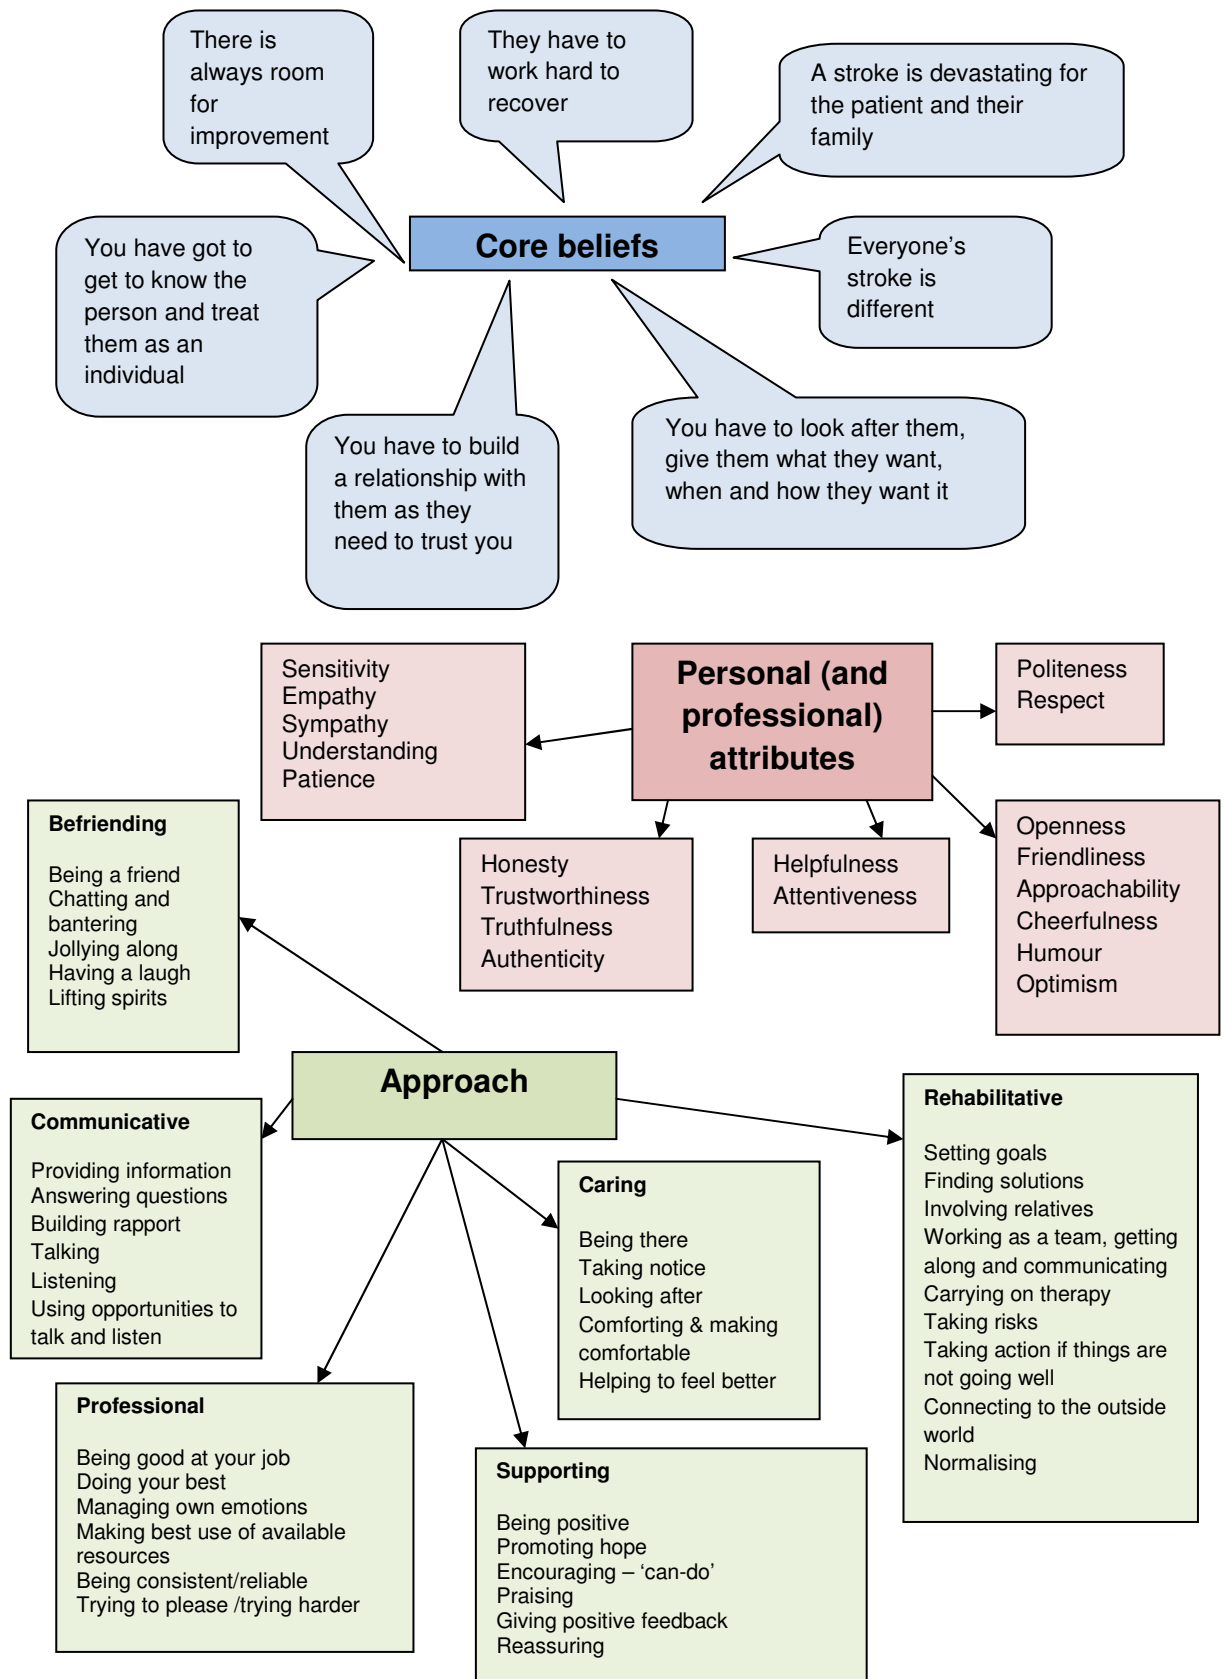 There is
always room
for
improvement
They have to
work hard to
recover
A stroke is devastating for
the patient and their
family
Core beliefs
You have got to
get to know the
person and treat
them as an
individual
Everyone’s
stroke is
different
You have to build
a relationship with
them as they
need to trust you
You have to look after them,
give them what they want,
when and how they want it
Personal (and
professional)
attributes
Sensitivity
Empathy
Sympathy
Understanding
Patience
Politeness
Respect
Honesty
Trustworthiness
Truthfulness
Authenticity
Helpfulness
Attentiveness
Openness
Friendliness
Approachability
Cheerfulness
Humour
Optimism
Befriending
Being a friend
Chatting and
bantering
Jollying along
Having a laugh
Lifting spirits
Approach
Communicative
Providing information
Answering questions
Building rapport
Talking
Listening
Using opportunities to
talk and listen
Caring
Being there
Taking notice
Looking after
Comforting & making
comfortable
Helping to feel better
Rehabilitative
Setting goals
Finding solutions
Involving relatives
Working as a team, getting
along and communicating
Carrying on therapy
Taking risks
Taking action if things are
not going well
Connecting to the outside
world
Normalising
Professional
Being good at your job
Doing your best
Managing own emotions
Making best use of available
resources
Being consistent/reliable
Trying to please /trying harder
Supporting
Being positive
Promoting hope
Encouraging – ‘can-do’
Praising
Giving positive feedback
Reassuring